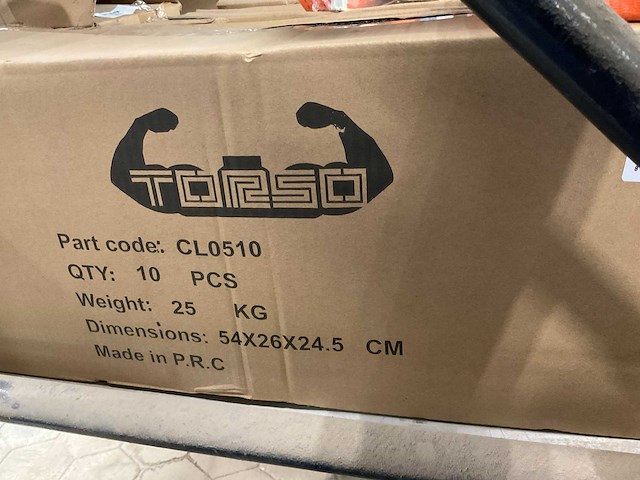 TORSO
Part code: CL0510
QTY: 10 PCS
Weight: 25 KG
Dimensions: 54X26X24.5 CM
Made in P.R.C